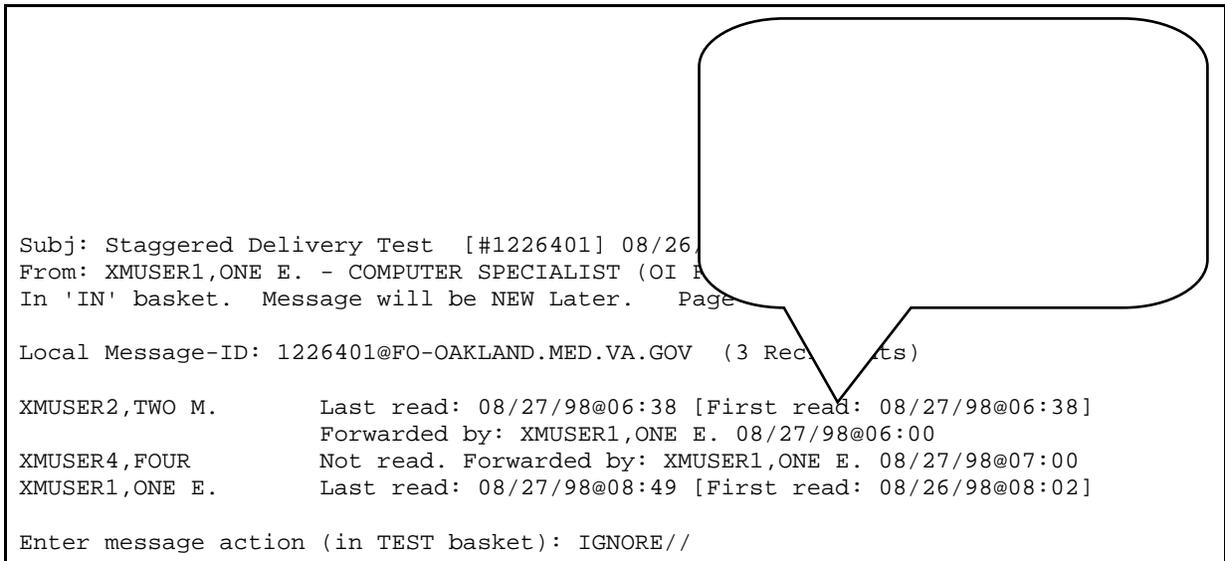 Subj: Staggered Delivery Test [#1226401] 08/26/
From: XMUSER1,ONE E. - COMPUTER SPECIALIST (OI
In 'IN' basket. Message will be NEW Later. Page
Local Message-ID: 1226401@FO-OAKLAND.MED.VA.GOV (3
XMUSER2,TWO M. Last read: 08/27/98@06:38 [First read: 08/27/98@06:38]
Forwarded by: XMUSER1,ONE E. 08/27/98@06:00
XMUSER4,FOUR Not read. Forwarded by: XMUSER1,ONE E. 08/27/98@07:00
XMUSER1,ONE E. Last read: 08/27/98@08:49 [First read: 08/26/98@08:02]
Enter message action (in TEST basket): IGNORE//